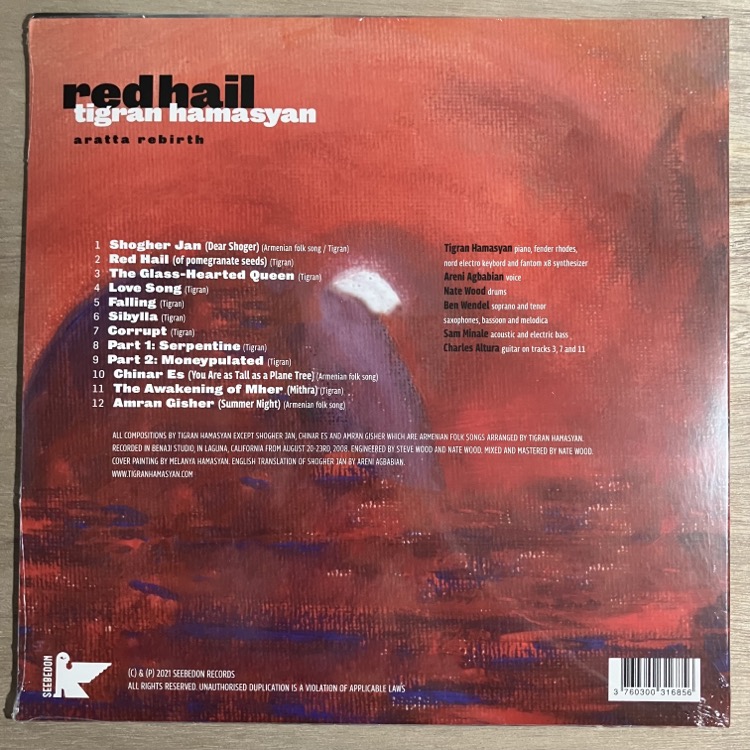 redhail
tigran hamasyan
aratta rebirth
1 Shogher Jan (Dear Shoger) (Armenian folk song / Tigran)
2 Red Hail (of pomegranate seeds) (Tigran)
3 The Glass-Hearted Queen (Tigran)
4 Love Song (Tigran)
5 Falling (Tigran)
6 Sibylla (Tigran)
7 Corrupt (Tigran)
8 Part 1: Serpentine (Tigran)
9 Part 2: Moneypulated (Tigran)
10 Chinar Es (You Are as Tall as a Plane Tree) (Armenian folk song)
11 The Awakening of Mher (Mithra) (Tigran)
12 Amran Gisher (Summer Night) (Armenian folk song)
Tigran Hamasyan piano, fender rhodes,
nord electro keybord and fantom x8 synthesizer
Areni Agbabian voice
Nate Wood drums
Ben Wendel soprano and tenor
saxophones, bassoon and melodica
Sam Minaie acoustic and electric bass
Charles Altura guitar on tracks 3, 7 and 11
ALL COMPOSITIONS BY TIGRAN HAMASYAN EXCEPT SHOGHER JAN, CHINAR ES AND AMRAN GISHER WHICH ARE ARMENIAN FOLK SONGS ARRANGED BY TIGRAN HAMASYAN.
RECORDED IN BENAJI STUDIO, IN LAGUNA, CALIFORNIA FROM AUGUST 20-23RD, 2008. ENGINEERED BY STEVE WOOD AND NATE WOOD. MIXED AND MASTERED BY NATE WOOD.
COVER PAINTING BY MELANYA HAMASYAN. ENGLISH TRANSLATION OF SHOGHER JAN BY ARENI AGBABIAN.
WWW.TIGRANHAMASYAN.COM
SEEBEDON
(C) & (P) 2021 SEEBEDON RECORDS
ALL RIGHTS RESERVED. UNAUTHORISED DUPLICATION IS A VIOLATION OF APPLICABLE LAWS
3 760300 316856